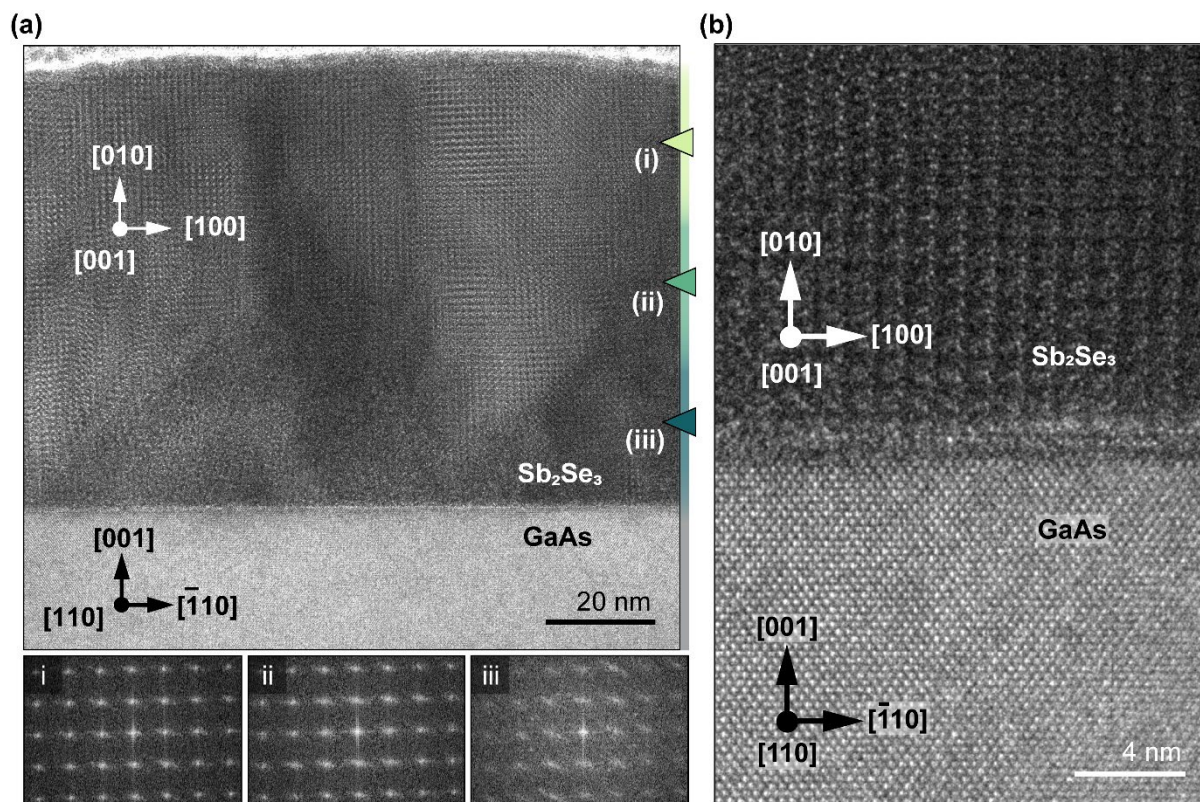 (a)
[010]
[100]
[001]
(i)
(ii)
(iii)
Sb₂Se₃
GaAs
[001]
[110]
[1̄10]
20 nm
i
ii
iii
(b)
[010]
[100]
[001]
Sb₂Se₃
GaAs
[001]
[1̄10]
[110]
4 nm